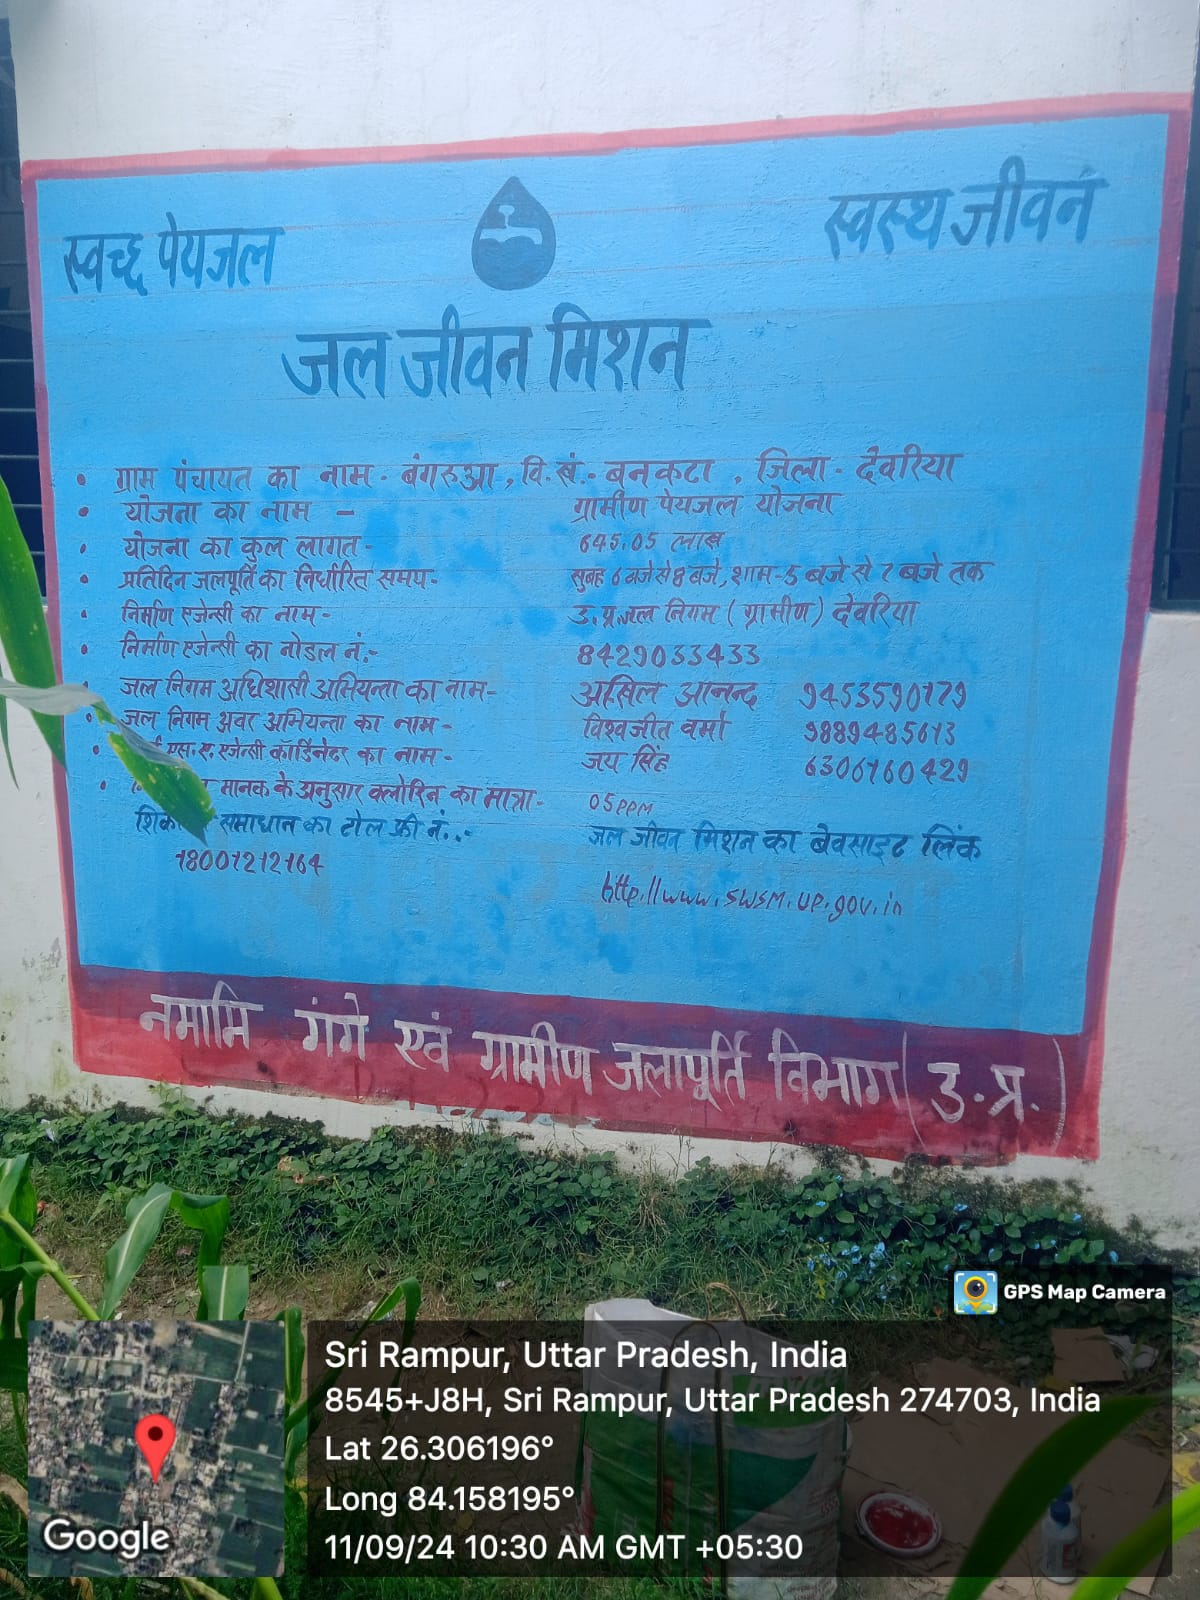 स्वच्छ पेयजल
स्वस्थ जीवन
जल जीवन मिशन
• ग्राम पंचायत का नाम - बंगरुआ, वि.खं.- बनकटा, जिला - देवरिया
• योजना का नाम – ग्रामीण पेयजल योजना
• योजना का कुल लागत - 645.05 लाख
• प्रतिदिन जलपूर्ति का निर्धारित समय- सुबह 6 बजे से 8 बजे, शाम-5 बजे से 7 बजे तक
• निर्माण एजेन्सी का नाम- उ.प्र.जल निगम (ग्रामीण) देवरिया
• निर्माण एजेन्सी का नोडल नं.- 8429033433
• जल निगम अधिशासी अभियन्ता का नाम- अखिल आनन्द 9453590179
• जल निगम अवर अभियन्ता का नाम - विश्वजीत वर्मा 9889485613
• एस.ए. एजेन्सी कॉर्डिनेटर का नाम - जय सिंह 6306160429
• मानक के अनुसार क्लोरिन का मात्रा- 05ppm
समाधान का टोल फ्री नं..- जल जीवन मिशन का बेवसाइट लिंक
18001212164
http://www.swsm.up.gov.in
नमामि गंगे एवं ग्रामीण जलापूर्ति विभाग (उ.प्र.)
GPS Map Camera
Sri Rampur, Uttar Pradesh, India
8545+J8H, Sri Rampur, Uttar Pradesh 274703, India
Lat 26.306196°
Long 84.158195°
11/09/24 10:30 AM GMT +05:30
Google